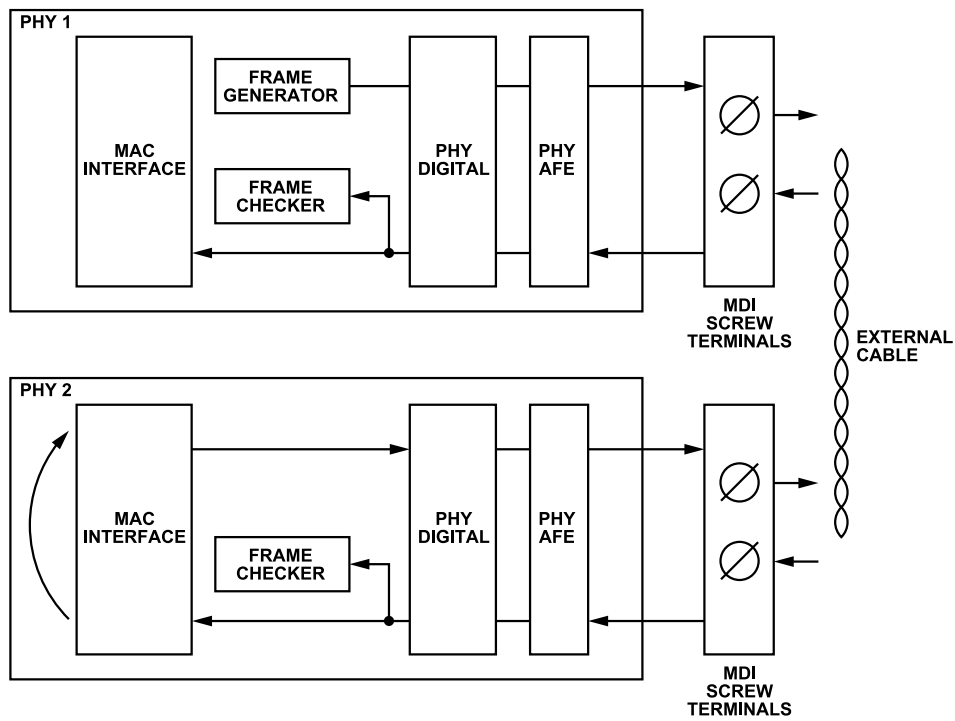 PHY 1
MAC
INTERFACE
FRAME
GENERATOR
FRAME
CHECKER
PHY
DIGITAL
PHY
AFE
MDI
SCREW
TERMINALS
EXTERNAL
CABLE
PHY 2
MAC
INTERFACE
FRAME
CHECKER
PHY
DIGITAL
PHY
AFE
MDI
SCREW
TERMINALS